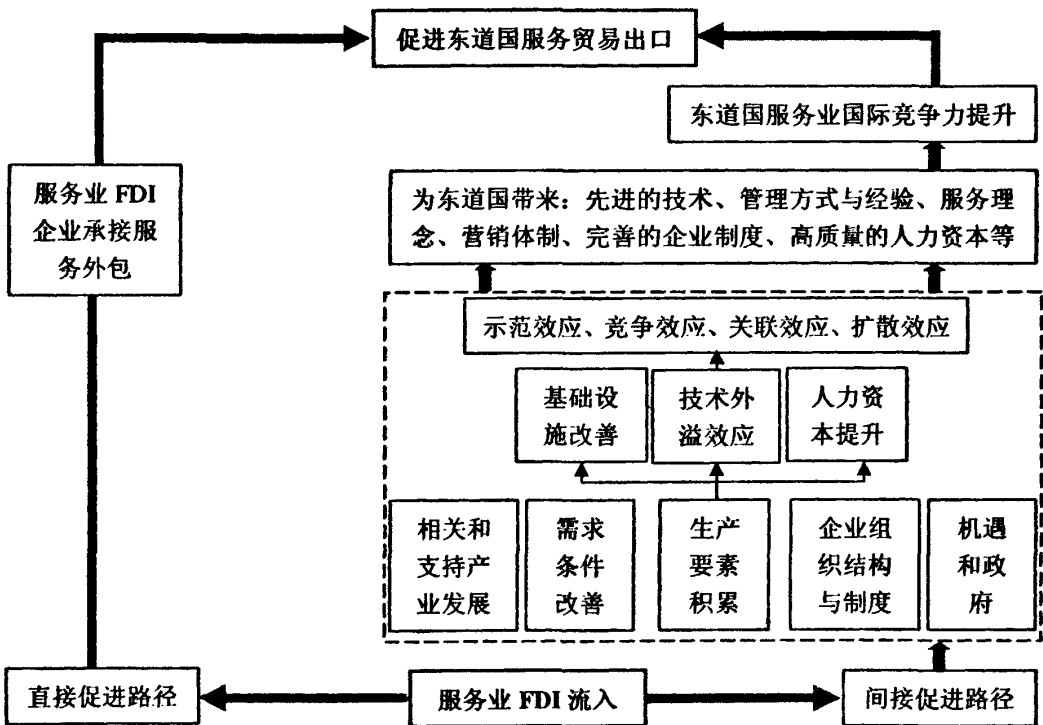 促进东道国服务贸易出口
东道国服务业国际竞争力提升
服务业 FDI
企业承接服
务外包
为东道国带来：先进的技术、管理方式与经验、服务理
念、营销体制、完善的企业制度、高质量的人力资本等
示范效应、竞争效应、关联效应、扩散效应
基础设
施改善
技术外
溢效应
人力资
本提升
相关和
支持产
业发展
需求
条件
改善
生产
要素
积累
企业组
织结构
与制度
机遇
和政
府
直接促进路径
服务业 FDI 流入
间接促进路径